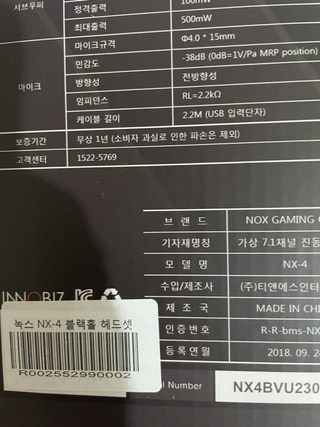 서브우퍼
정격출력 100mW
최대출력 500mW
마이크
마이크규격 Φ4.0 * 15mm
민감도 -38dB (0dB=1V/Pa MRP position)
방향성 전방향성
임피던스 RL=2.2kΩ
케이블 길이 2.2M (USB 입력단자)
보증기간 무상 1년 (소비자 과실로 인한 파손은 제외)
고객센터 1522-5769
브 랜 드 NOX GAMING
기자재명칭 가상 7.1채널 진동
모 델 명 NX-4
수입/제조사 (주)티앤에스인터
제 조 국 MADE IN CHI
인 증 번 호 R-R-bms-NX
등 록 연 월 2018. 09. 2
INNOBIZ
녹스 NX-4 블랙홀 헤드셋
R002552990002
Number NX4BVU230